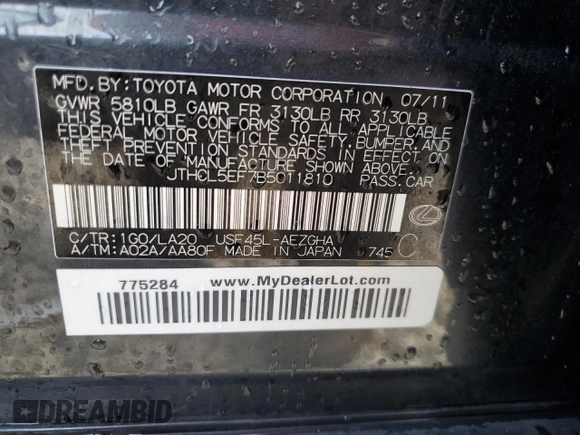 MFD.BY:TOYOTA MOTOR CORPORATION 07/11
GVWR 5810LB GAWR FR 3130LB RR 3130LB
THIS VEHICLE CONFORMS TO ALL APPLICABLE
FEDERAL MOTOR VEHICLE SAFETY,BUMPER,AND
THEFT PREVENTION STANDARDS IN EFFECT ON
THE DATE OF MANUFACTURE SHOWN ABOVE.
JTHCL5EF7B5011810 PASS.CAR
C/TR:1G0/LA20 USF45L-AEZGHA
A/TM:A02A/AA80F MADE IN JAPAN 745 C
775284 www.MyDealerLot.com
DREAMBID